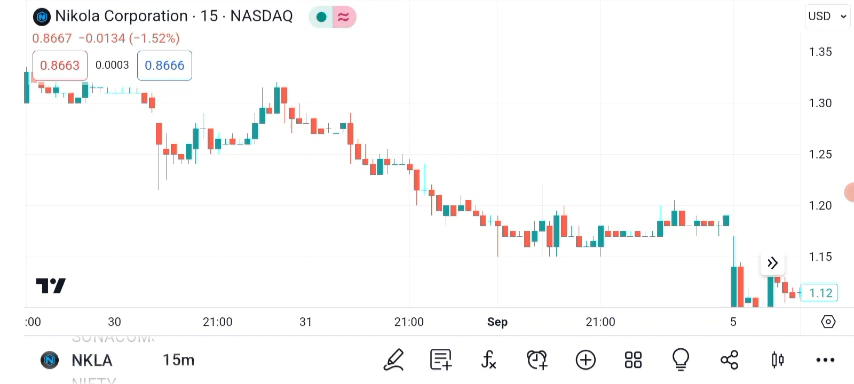 Nikola Corporation · 15 · NASDAQ
USD
0.8667 −0.0134 (−1.52%)
0.8663 0.0003 0.8666
1.35
1.30
1.25
1.20
1.15
1.12
:00 30 21:00 31 21:00 Sep 21:00 5
NKLA 15m
NIFTY